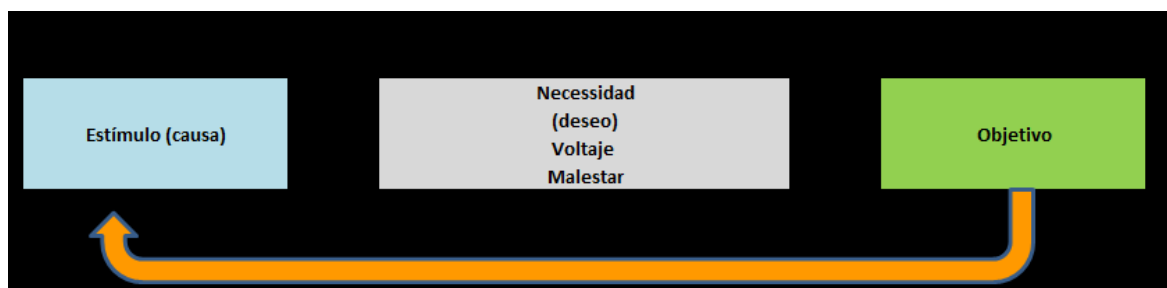 Estímulo (causa)
Necessidad
(deseo)
Voltaje
Malestar
Objetivo